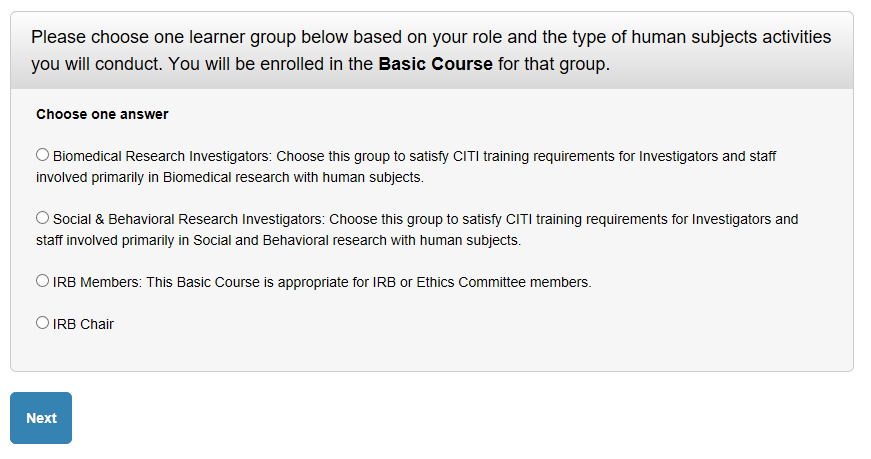 Please choose one learner group below based on your role and the type of human subjects activities
you will conduct. You will be enrolled in the Basic Course for that group.
Choose one answer
Biomedical Research Investigators: Choose this group to satisfy CITI training requirements for Investigators and staff
involved primarily in Biomedical research with human subjects.
Social & Behavioral Research Investigators: Choose this group to satisfy CITI training requirements for Investigators and
staff involved primarily in Social and Behavioral research with human subjects.
IRB Members: This Basic Course is appropriate for IRB or Ethics Committee members.
IRB Chair
Next